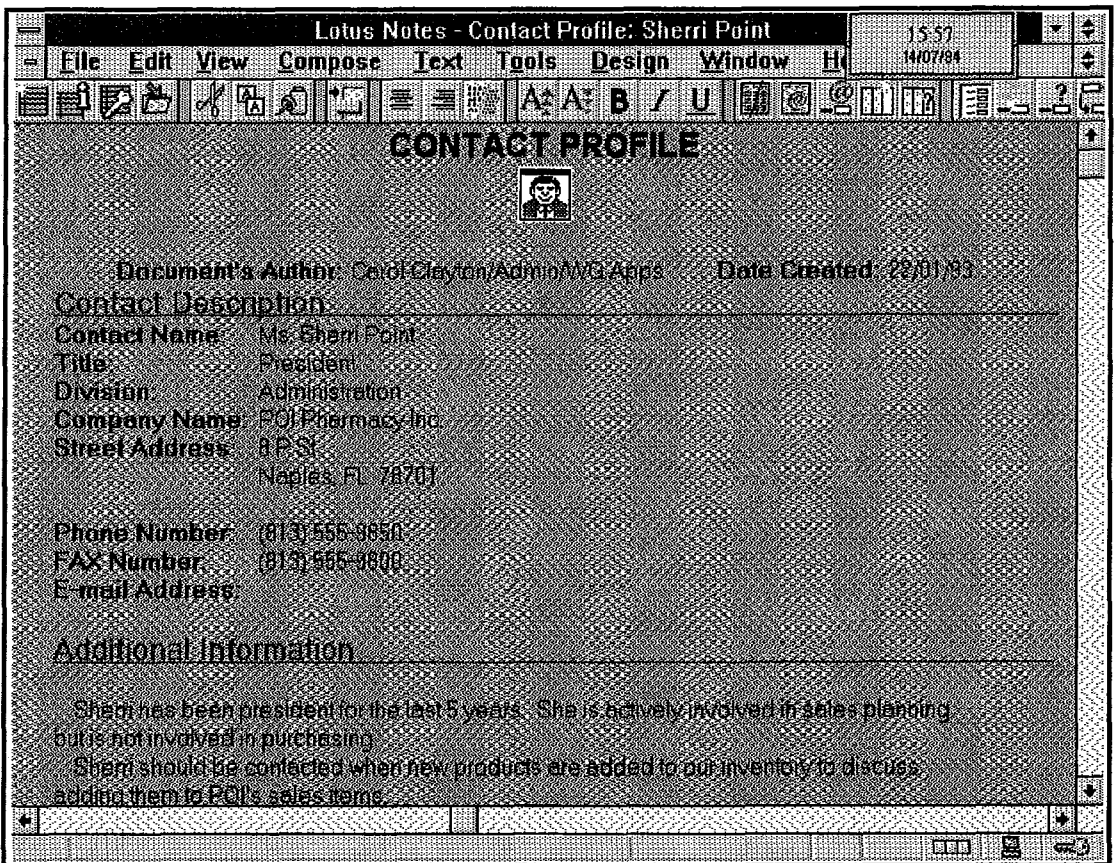 Lotus Notes - Contact Profile: Sherri Point
15:57
14/07/94
File Edit View Compose Text Tools Design Window
CONTACT PROFILE
Document's Author: Carol Clayton/Admin/WG Apps Date Created: 22/01/93
Contact Description
Contact Name: Ms. Sherri Point
Title: President
Division: Administration
Company Name: POI Pharmacy Inc.
Street Address: 8 P St.
Naples, FL 78701
Phone Number: (813) 555-9850
FAX Number: (813) 555-9800
E-mail Address:
Additional Information
Sherri has been president for the last 5 years. She is actively involved in sales planning
but is not involved in purchasing.
Sherri should be contacted when new products are added to our inventory to discuss
adding them to POI's sales items.